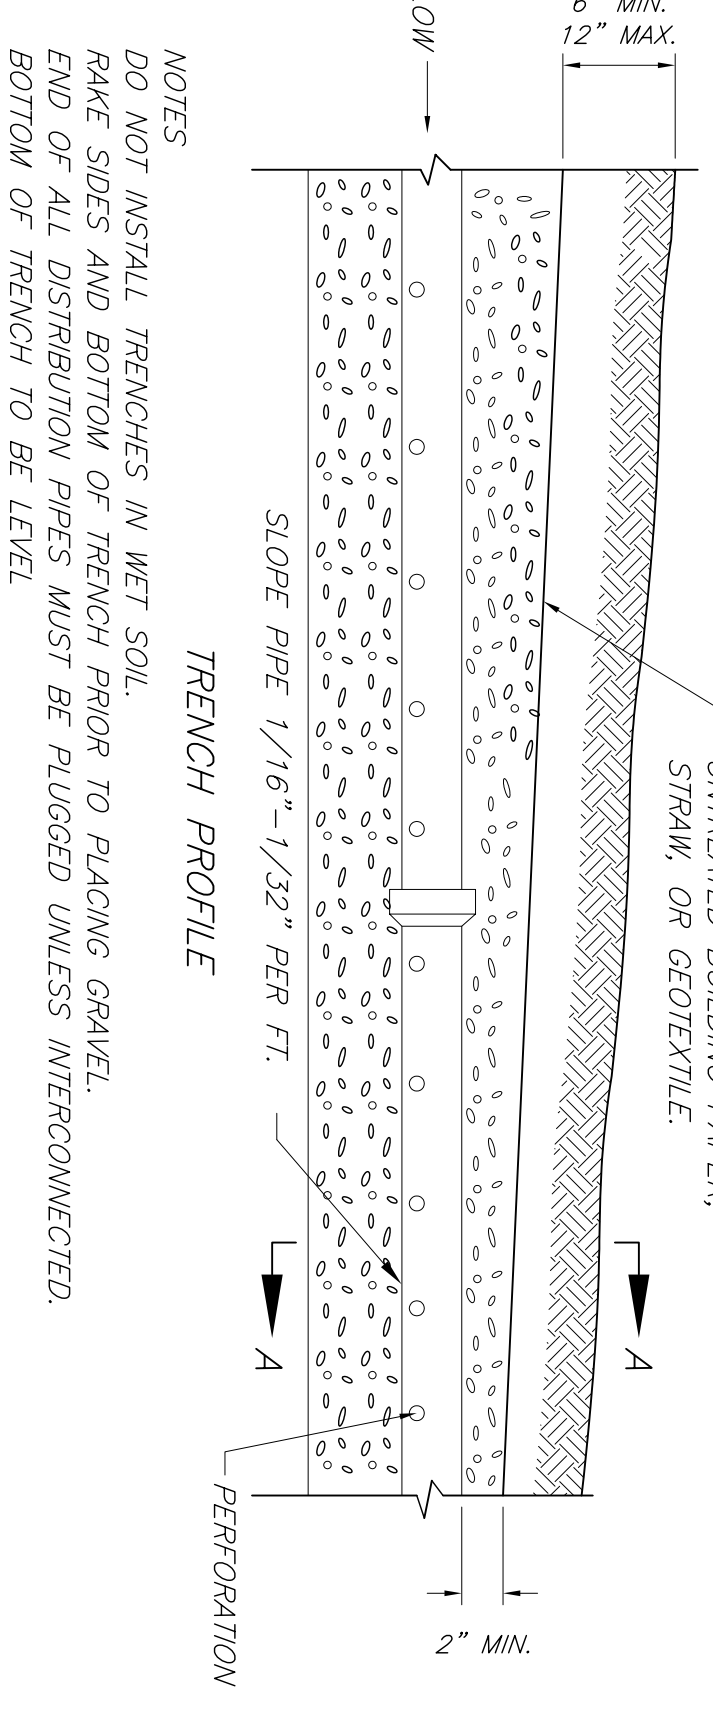 6" MIN.
12" MAX.
STRAW, OR GEOTEXTILE.
A
A
2" MIN.
PERFORATION
SLOPE PIPE 1/16"-1/32" PER FT.
TRENCH PROFILE
NOTES
DO NOT INSTALL TRENCHES IN WET SOIL.
RAKE SIDES AND BOTTOM OF TRENCH PRIOR TO PLACING GRAVEL.
END OF ALL DISTRIBUTION PIPES MUST BE PLUGGED UNLESS INTERCONNECTED.
BOTTOM OF TRENCH TO BE LEVEL